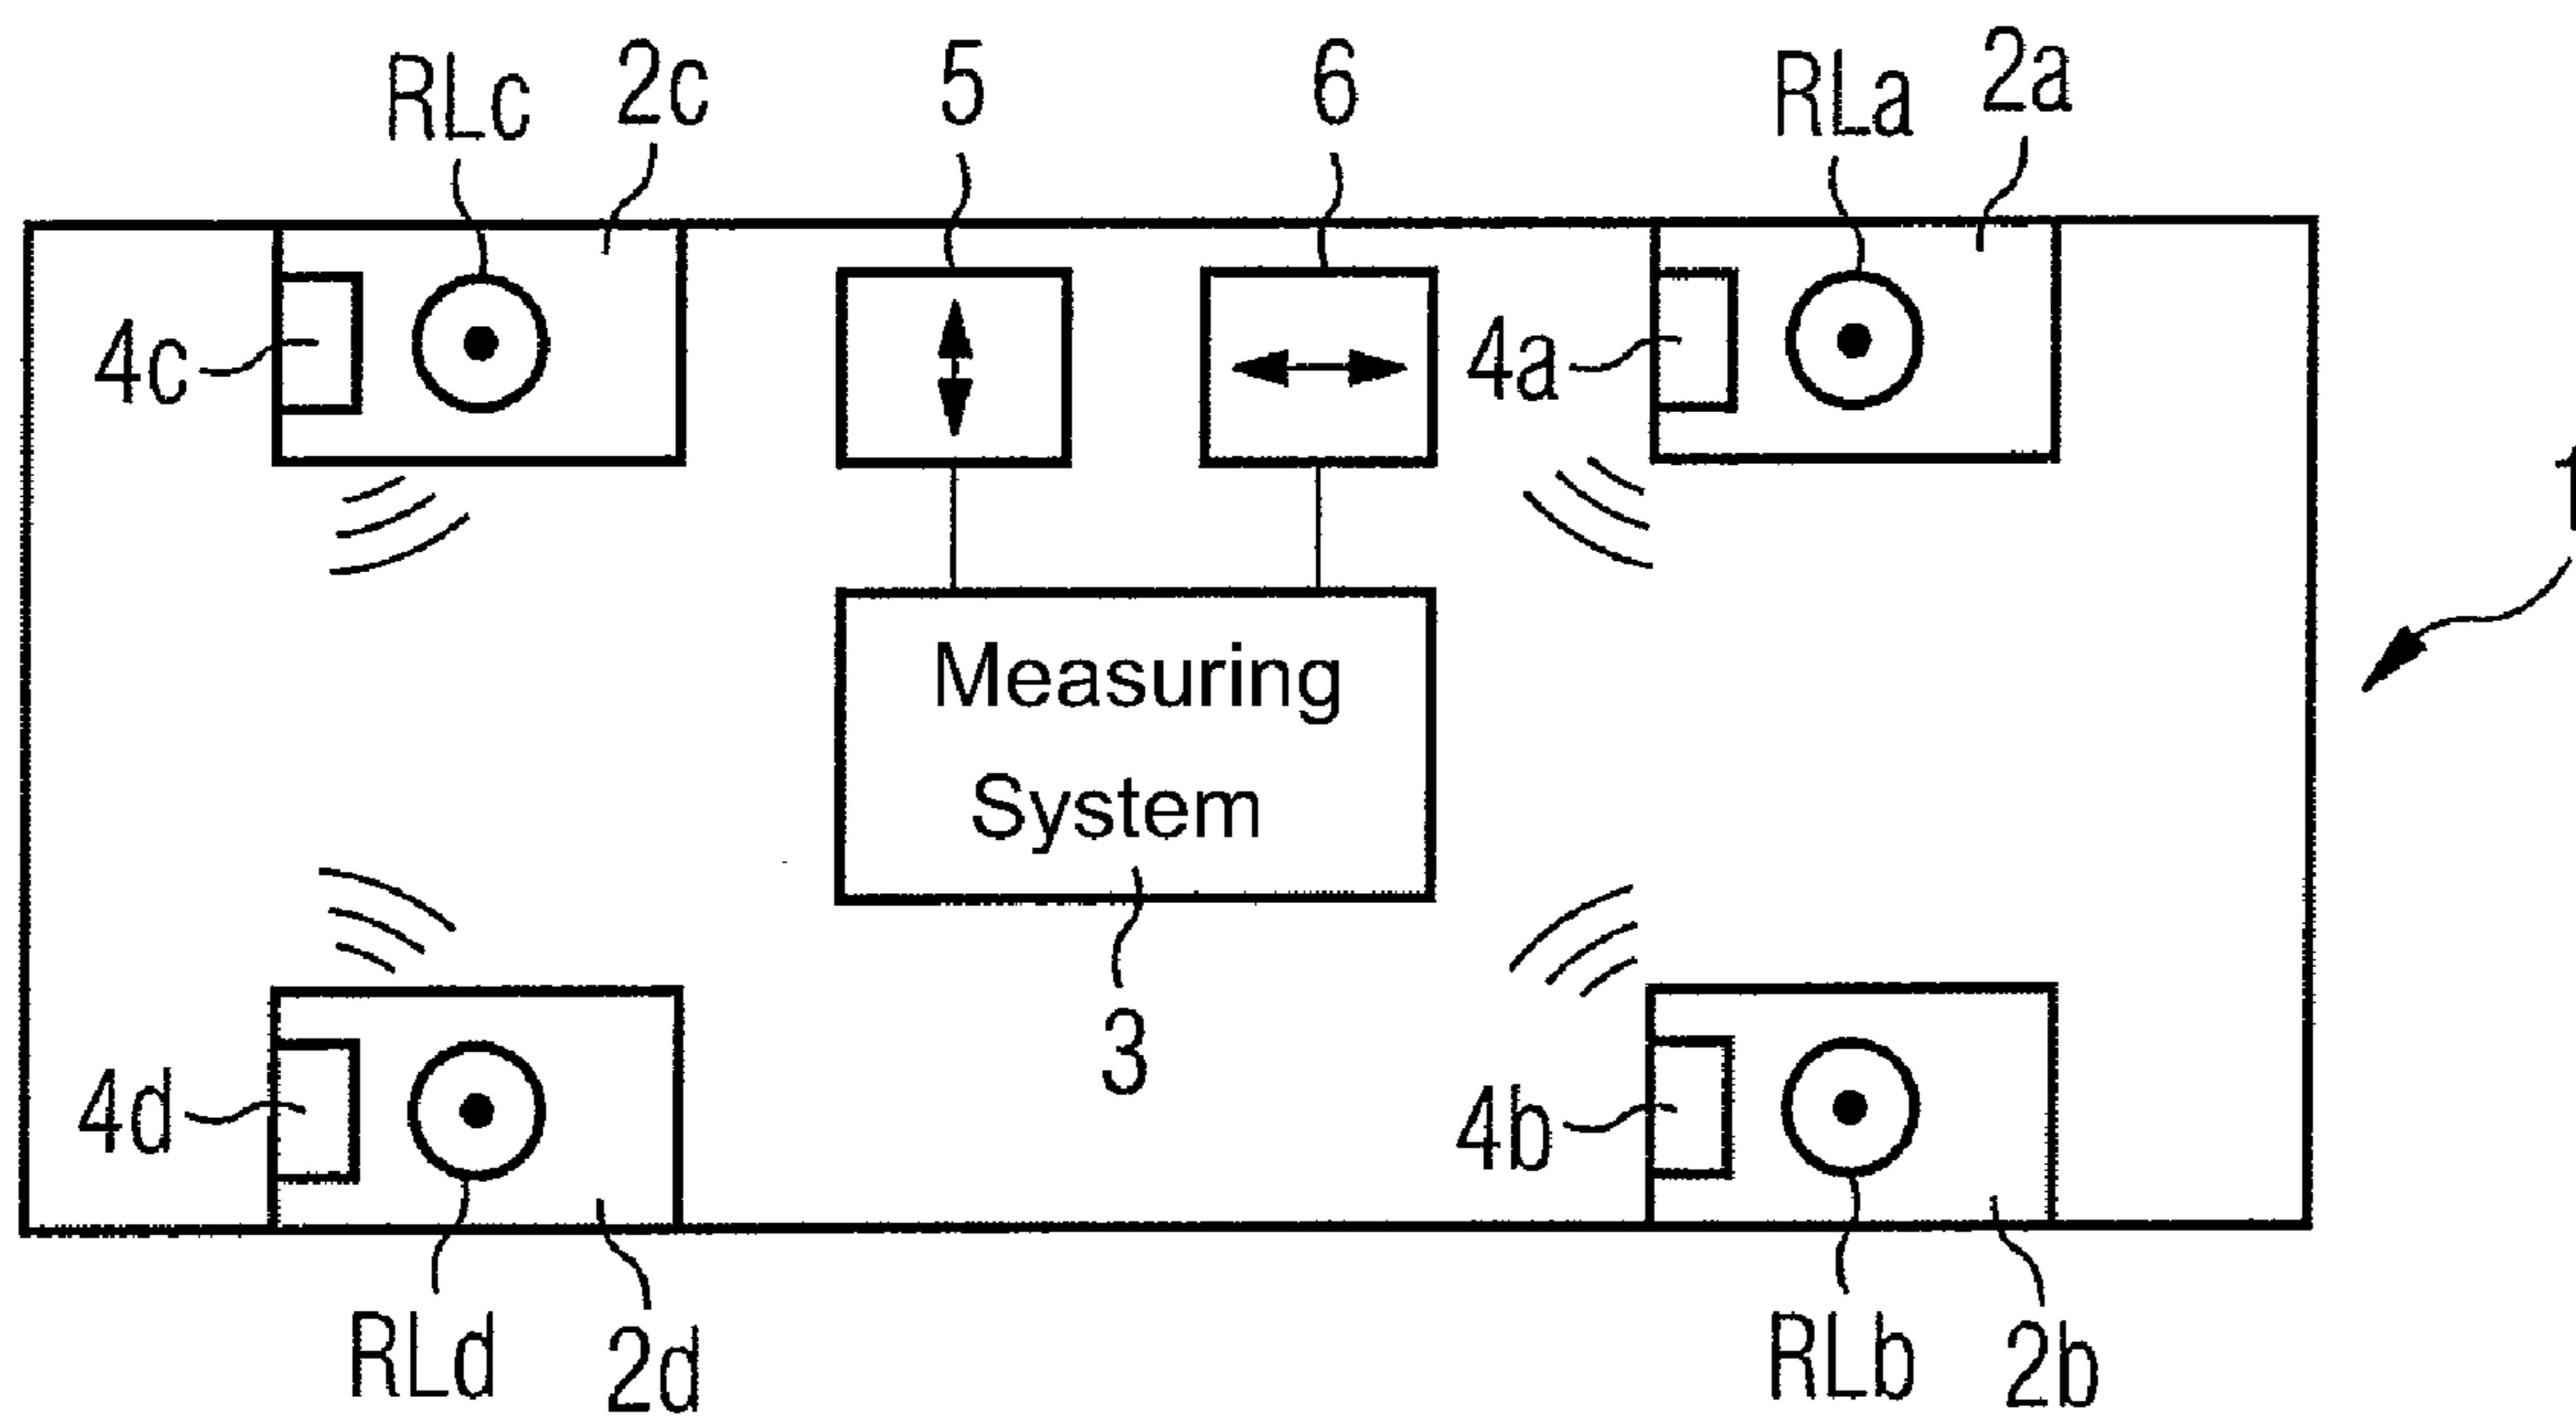 RLc 2c 5 6 RLa 2a
4c 4a
1
Measuring
System
3
4d 4b
RLd 2d RLb 2b